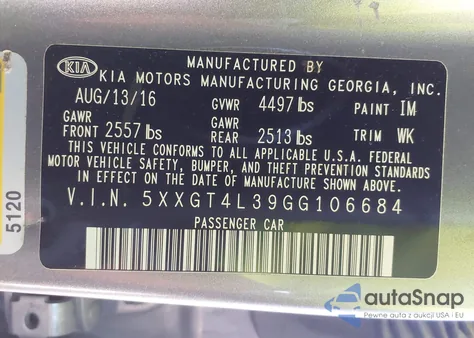 MANUFACTURED BY
KIA KIA MOTORS MANUFACTURING GEORGIA, INC.
AUG/13/16 GVWR 4497 lbs PAINT IM
GAWR GAWR
FRONT 2557 lbs REAR 2513 lbs TRIM WK
THIS VEHICLE CONFORMS TO ALL APPLICABLE U.S.A. FEDERAL
MOTOR VEHICLE SAFETY, BUMPER, AND THEFT PREVENTION STANDARDS
IN EFFECT ON THE DATE OF MANUFACTURE SHOWN ABOVE
V.I.N. 5XXGT4L39GG106684
PASSENGER CAR
5120
autaSnap
Pewne auta z aukcji USA i EU